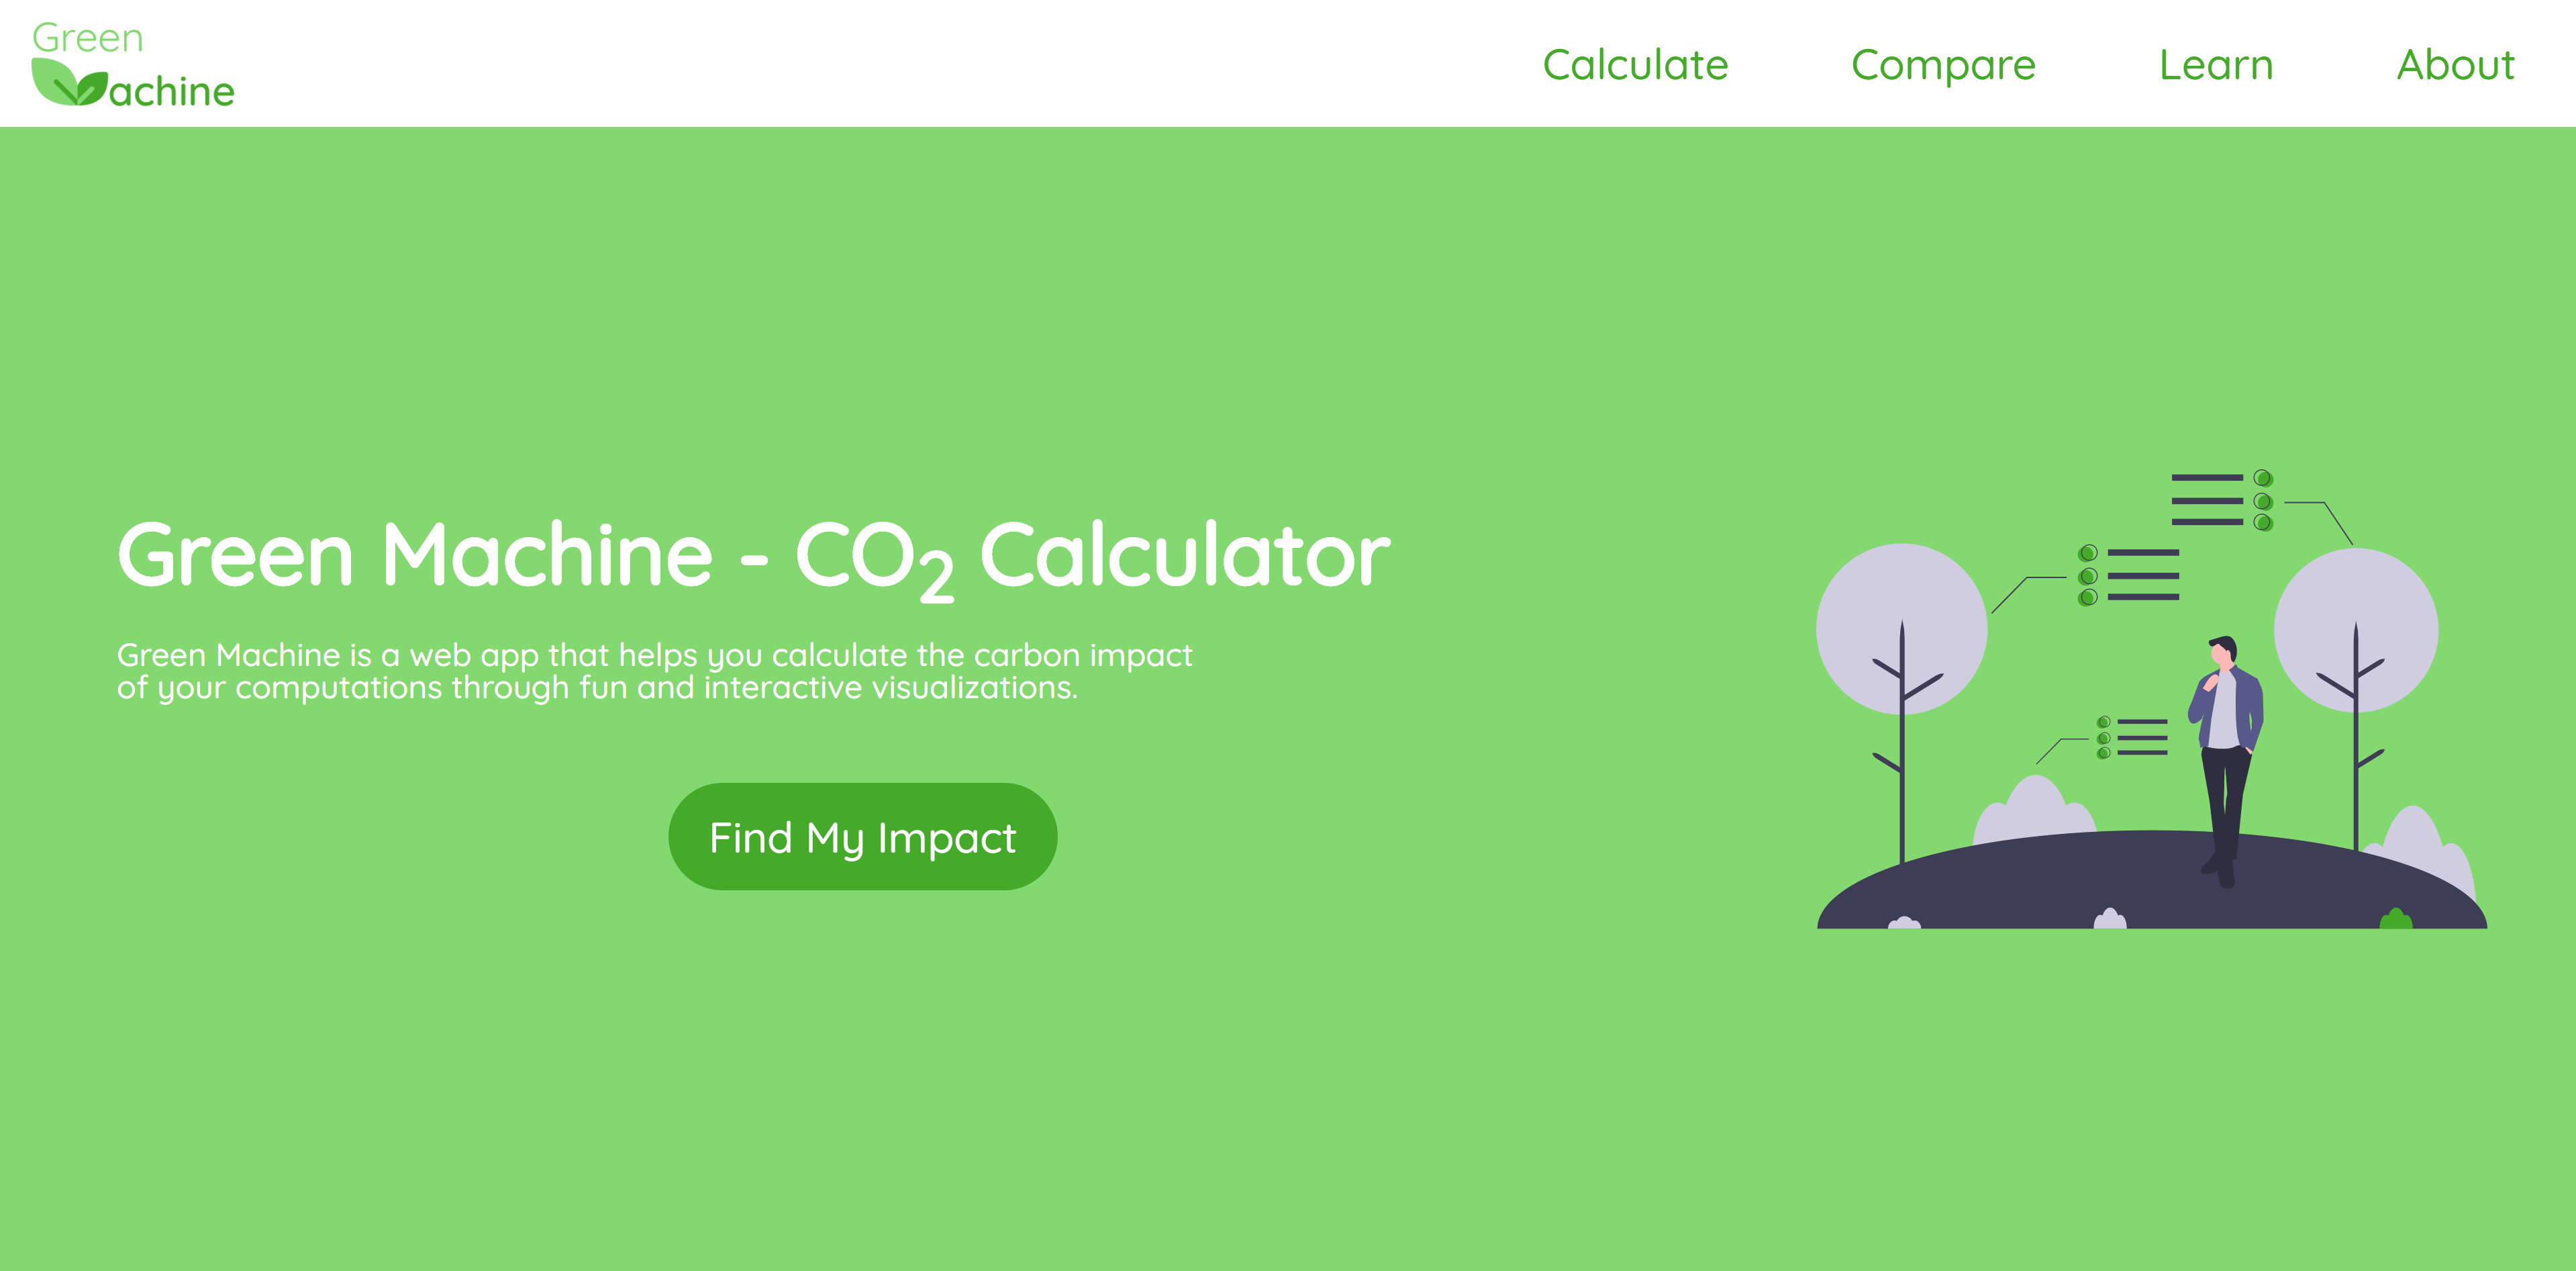 Green
achine
Calculate
Compare
Learn
About
Green Machine - CO₂ Calculator
Green Machine is a web app that helps you calculate the carbon impact
of your computations through fun and interactive visualizations.
Find My Impact